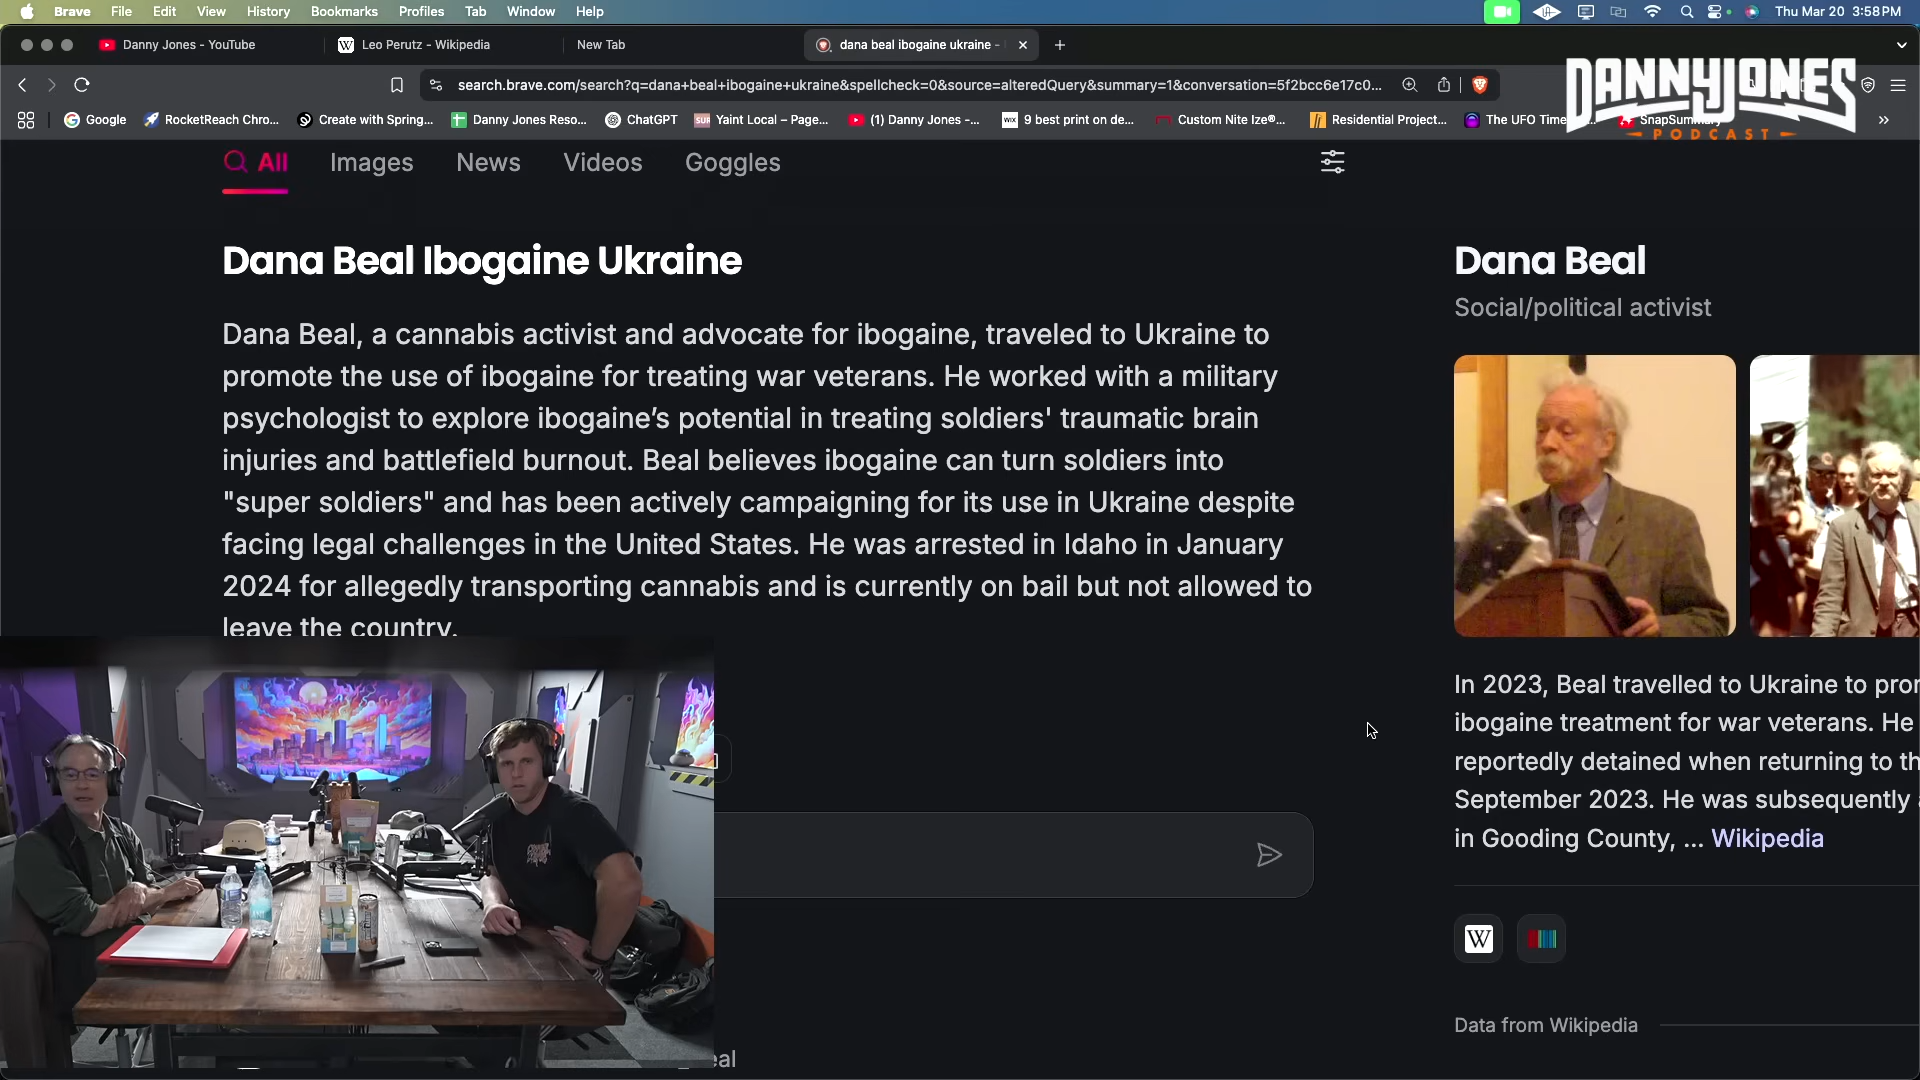 Brave File Edit View History Bookmarks Profiles Tab Window Help
Thu Mar 20 3:58 PM
Danny Jones - YouTube
Leo Perutz - Wikipedia
New Tab
dana beal ibogaine ukraine -
search.brave.com/search?q=dana+beal+ibogaine+ukraine&spellcheck=0&source=alteredQuery&summary=1&conversation=5f2bcc6e17c0...
DANNY JONES
PODCAST
Google
RocketReach Chro...
Create with Spring...
Danny Jones Reso...
ChatGPT
Yaint Local – Page...
(1) Danny Jones -...
9 best print on de...
Custom Nite Ize®...
Residential Project...
The UFO Time
SnapSummary
All Images News Videos Goggles
Dana Beal Ibogaine Ukraine
Dana Beal, a cannabis activist and advocate for ibogaine, traveled to Ukraine to
promote the use of ibogaine for treating war veterans. He worked with a military
psychologist to explore ibogaine’s potential in treating soldiers' traumatic brain
injuries and battlefield burnout. Beal believes ibogaine can turn soldiers into
"super soldiers" and has been actively campaigning for its use in Ukraine despite
facing legal challenges in the United States. He was arrested in Idaho in January
2024 for allegedly transporting cannabis and is currently on bail but not allowed to
leave the country.
Dana Beal
Social/political activist
In 2023, Beal travelled to Ukraine to
ibogaine treatment for war veterans. He
reportedly detained when returning to
September 2023. He was subsequently
in Gooding County, ... Wikipedia
W
Data from Wikipedia